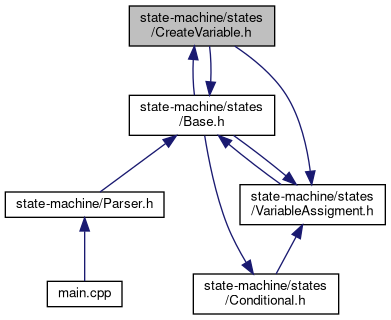 state-machine/states
/CreateVariable.h
state-machine/states
/Base.h
state-machine/Parser.h
state-machine/states
/VariableAssigment.h
main.cpp
state-machine/states
/Conditional.h